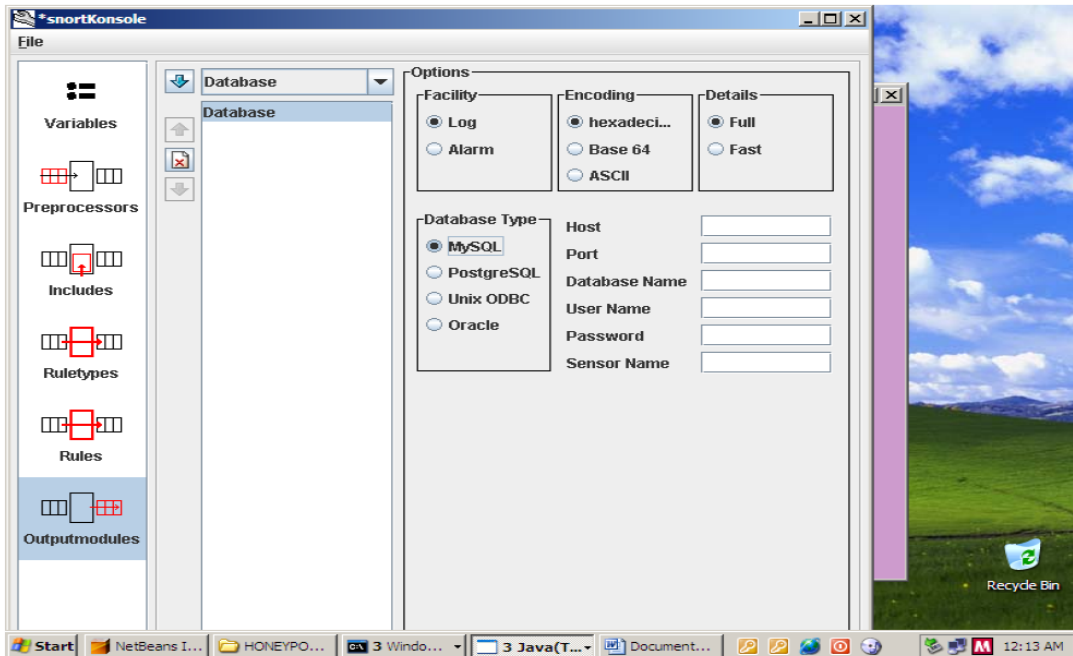 *snortKonsole
File
Variables
Preprocessors
Includes
Ruletypes
Rules
Outputmodules
Database
Database
Options
Facility
Log
Alarm
Encoding
hexadeci...
Base 64
ASCII
Details
Full
Fast
Database Type
MySQL
PostgreSQL
Unix ODBC
Oracle
Host
Port
Database Name
User Name
Password
Sensor Name
Recycle Bin
Start
NetBeans I...
HONEYPO...
3 Windo...
3 Java(T...
Document...
12:13 AM